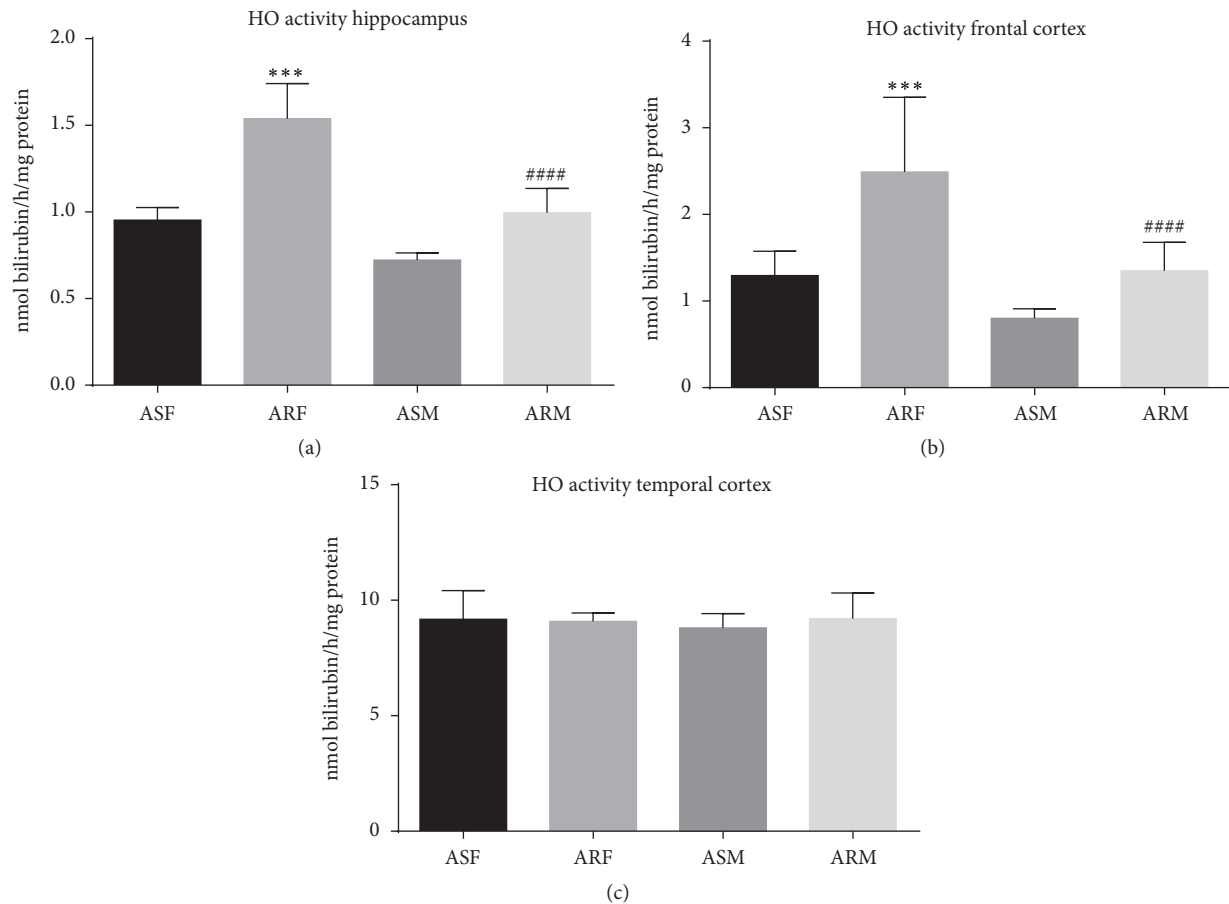 HO activity hippocampus
nmol bilirubin/h/mg protein
2.0
1.5
1.0
0.5
0.0
***
####
ASF ARF ASM ARM
(a)
HO activity frontal cortex
nmol bilirubin/h/mg protein
4
3
2
1
0
***
####
ASF ARF ASM ARM
(b)
HO activity temporal cortex
nmol bilirubin/h/mg protein
15
10
5
0
ASF ARF ASM ARM
(c)